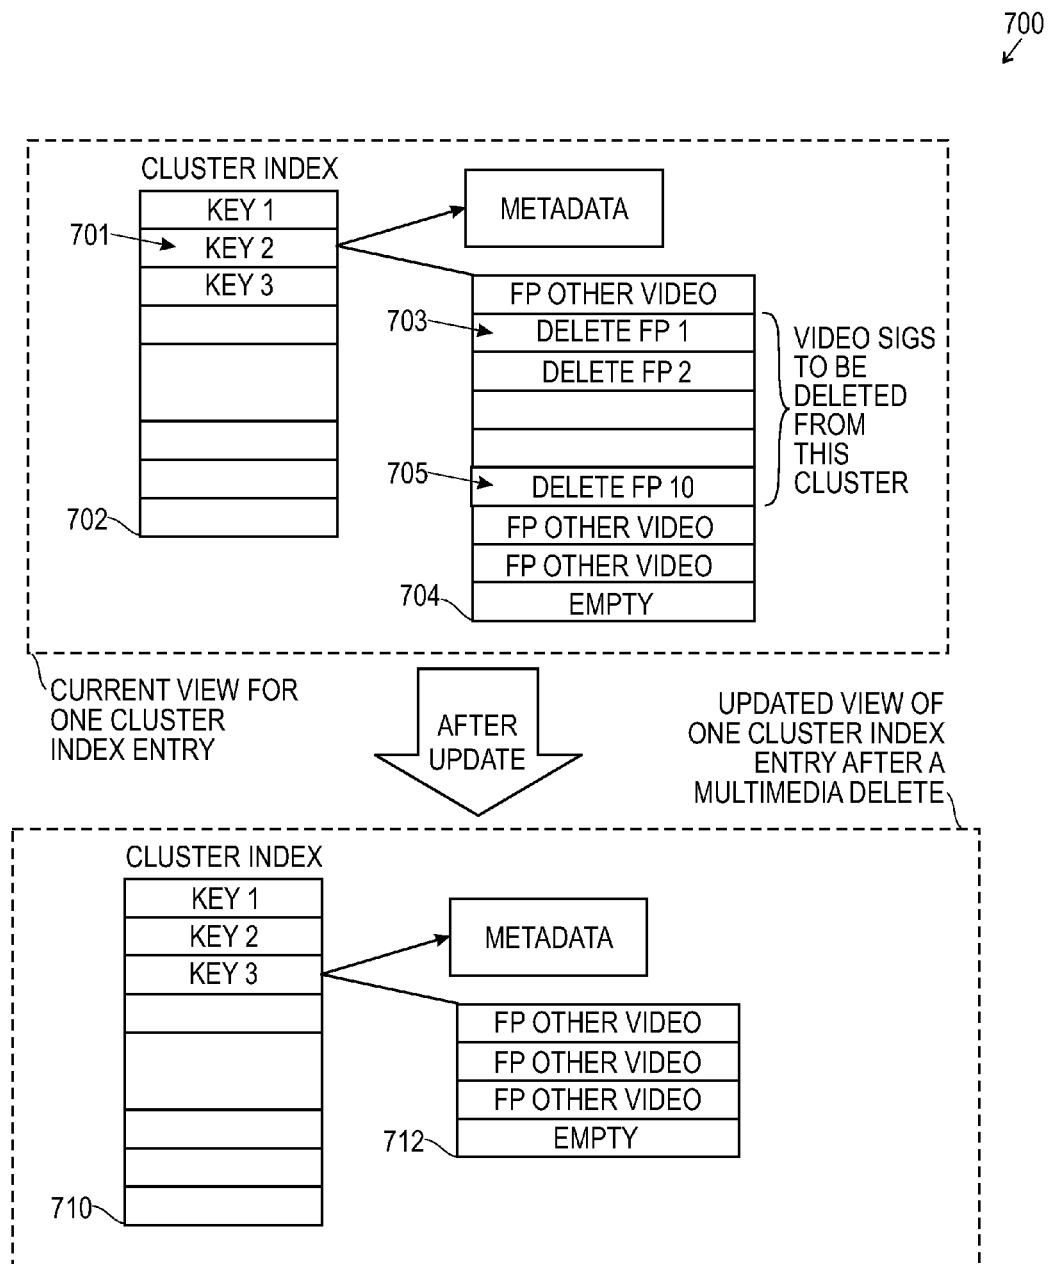 700
CLUSTER INDEX
KEY 1
701
KEY 2
KEY 3
702
METADATA
FP OTHER VIDEO
703
DELETE FP 1
DELETE FP 2
705
DELETE FP 10
FP OTHER VIDEO
FP OTHER VIDEO
704
EMPTY
VIDEO SIGS
TO BE
DELETED
FROM
THIS
CLUSTER
CURRENT VIEW FOR
ONE CLUSTER
INDEX ENTRY
AFTER
UPDATE
UPDATED VIEW OF
ONE CLUSTER INDEX
ENTRY AFTER A
MULTIMEDIA DELETE
CLUSTER INDEX
KEY 1
KEY 2
KEY 3
710
METADATA
FP OTHER VIDEO
FP OTHER VIDEO
FP OTHER VIDEO
712
EMPTY